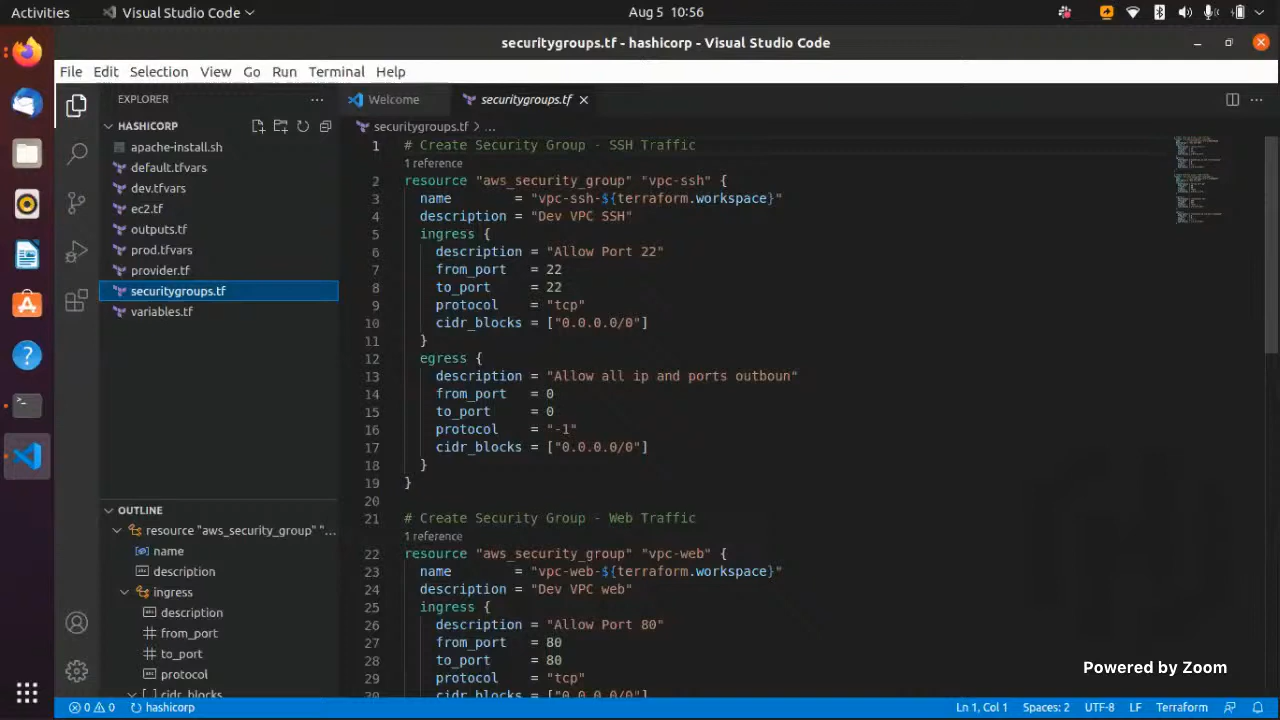 Activities
Visual Studio Code
Aug 5 10:56
securitygroups.tf - hashicorp - Visual Studio Code
File Edit Selection View Go Run Terminal Help
EXPLORER
Welcome
securitygroups.tf
HASHICORP
securitygroups.tf > ...
apache-install.sh
default.tfvars
dev.tfvars
ec2.tf
outputs.tf
prod.tfvars
provider.tf
securitygroups.tf
variables.tf
1 # Create Security Group - SSH Traffic
1 reference
2 resource "aws_security_group" "vpc-ssh" {
3 name = "vpc-ssh-${terraform.workspace}"
4 description = "Dev VPC SSH"
5 ingress {
6 description = "Allow Port 22"
7 from_port = 22
8 to_port = 22
9 protocol = "tcp"
10 cidr_blocks = ["0.0.0.0/0"]
11 }
12 egress {
13 description = "Allow all ip and ports outboun"
14 from_port = 0
15 to_port = 0
16 protocol = "-1"
17 cidr_blocks = ["0.0.0.0/0"]
18 }
19 }
20
21 # Create Security Group - Web Traffic
1 reference
22 resource "aws_security_group" "vpc-web" {
23 name = "vpc-web-${terraform.workspace}"
24 description = "Dev VPC web"
25 ingress {
26 description = "Allow Port 80"
27 from_port = 80
28 to_port = 80
29 protocol = "tcp"
30 cidr_blocks = ["0.0.0.0/0"]
OUTLINE
resource "aws_security_group" "...
name
description
ingress
description
from_port
to_port
protocol
cidr_blocks
Powered by Zoom
0 0
hashicorp
Ln 1, Col 1
Spaces: 2
UTF-8
LF
Terraform